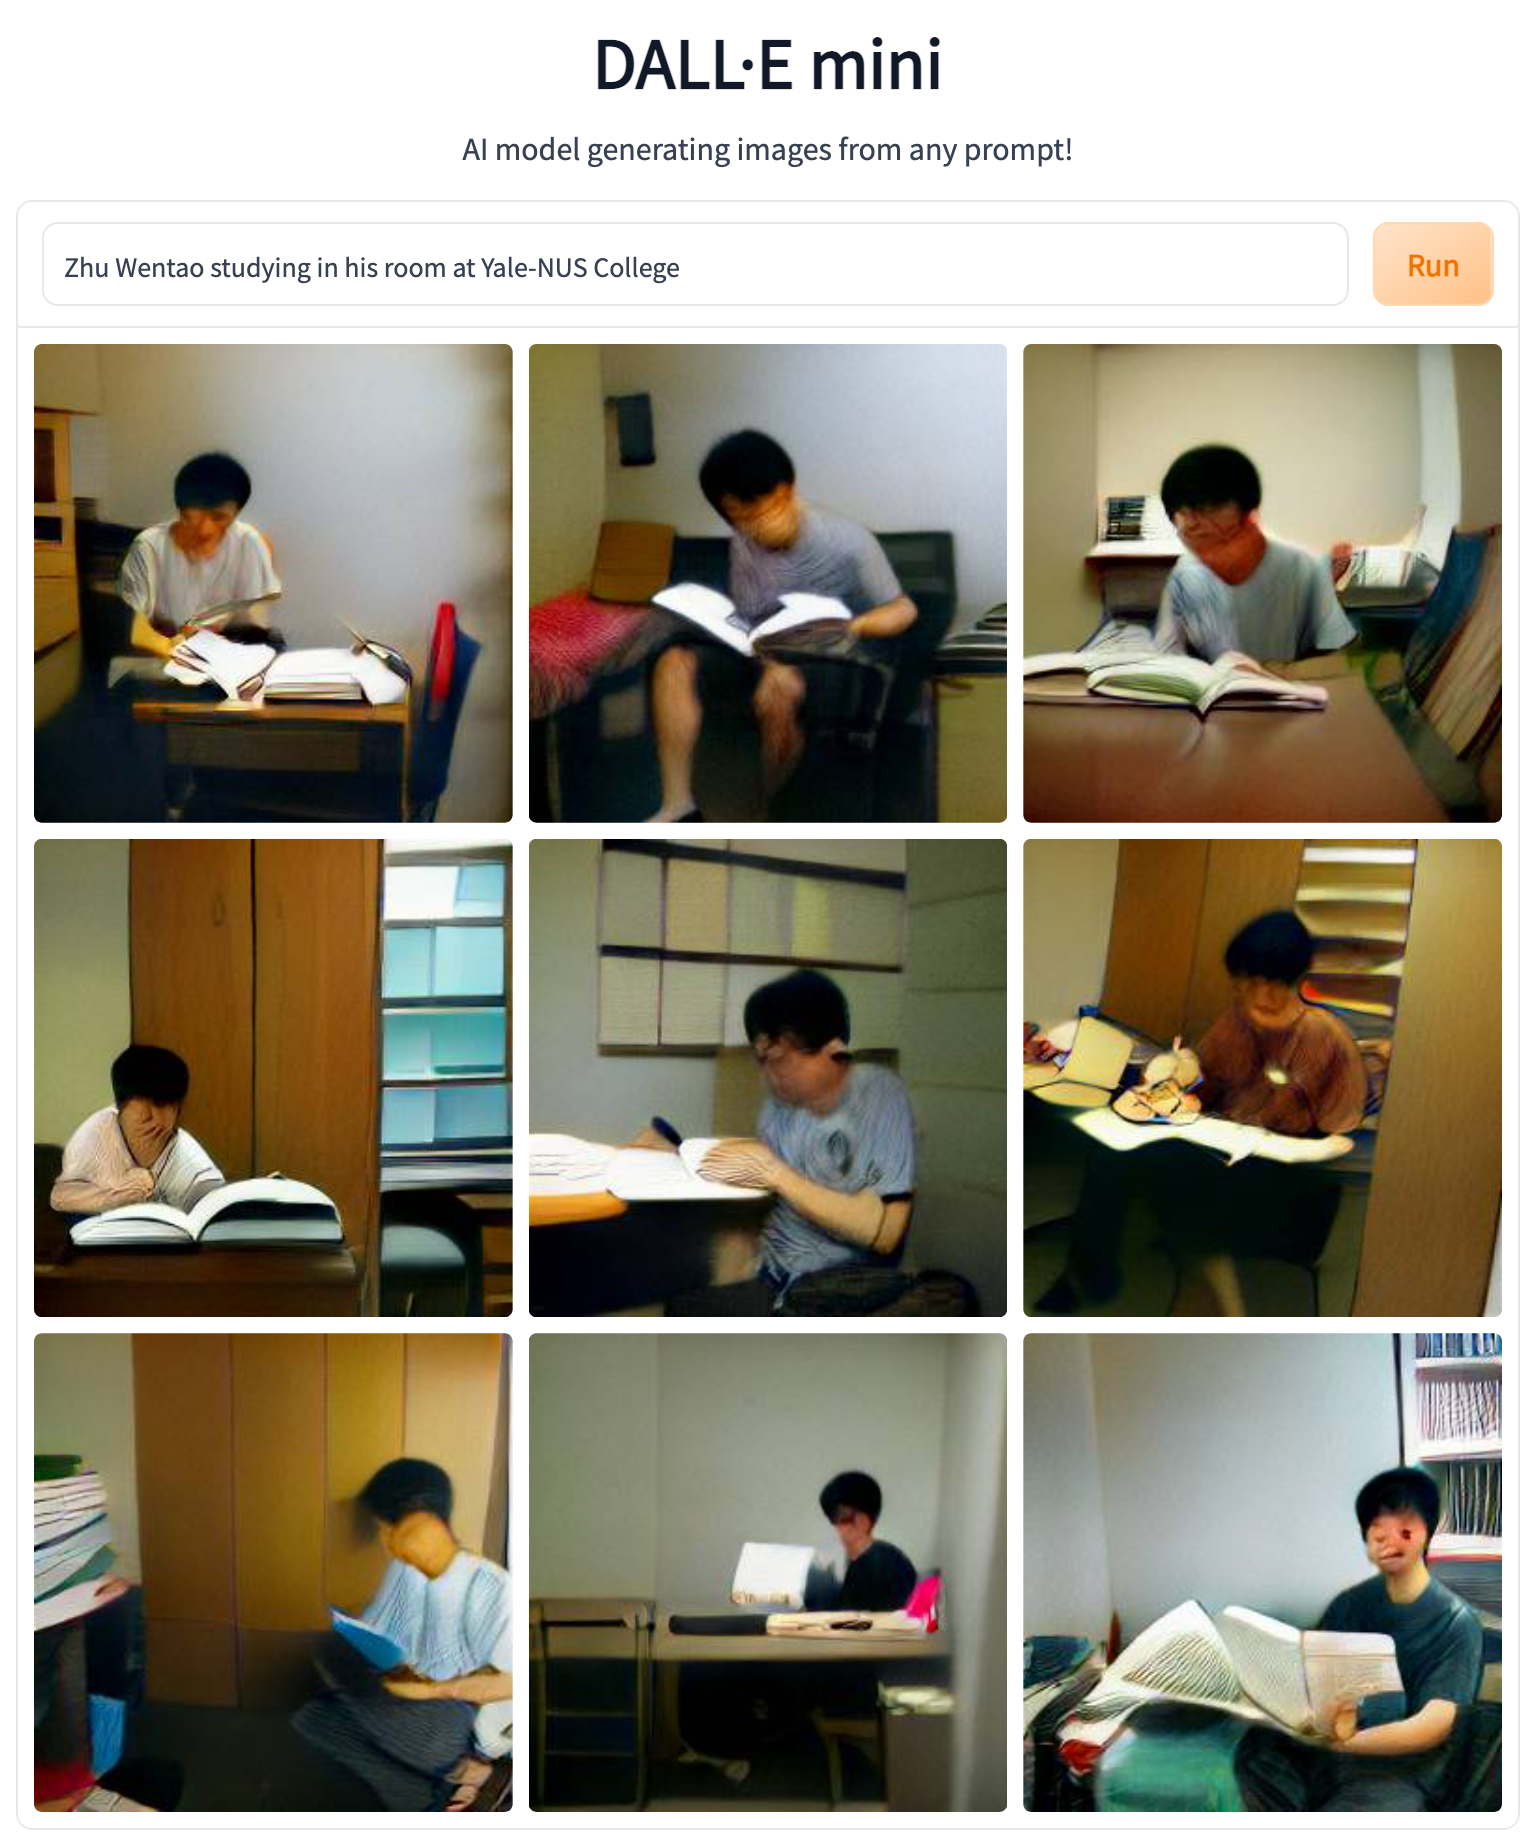 DALL·E mini
AI model generating images from any prompt!
Zhu Wentao studying in his room at Yale-NUS College
Run